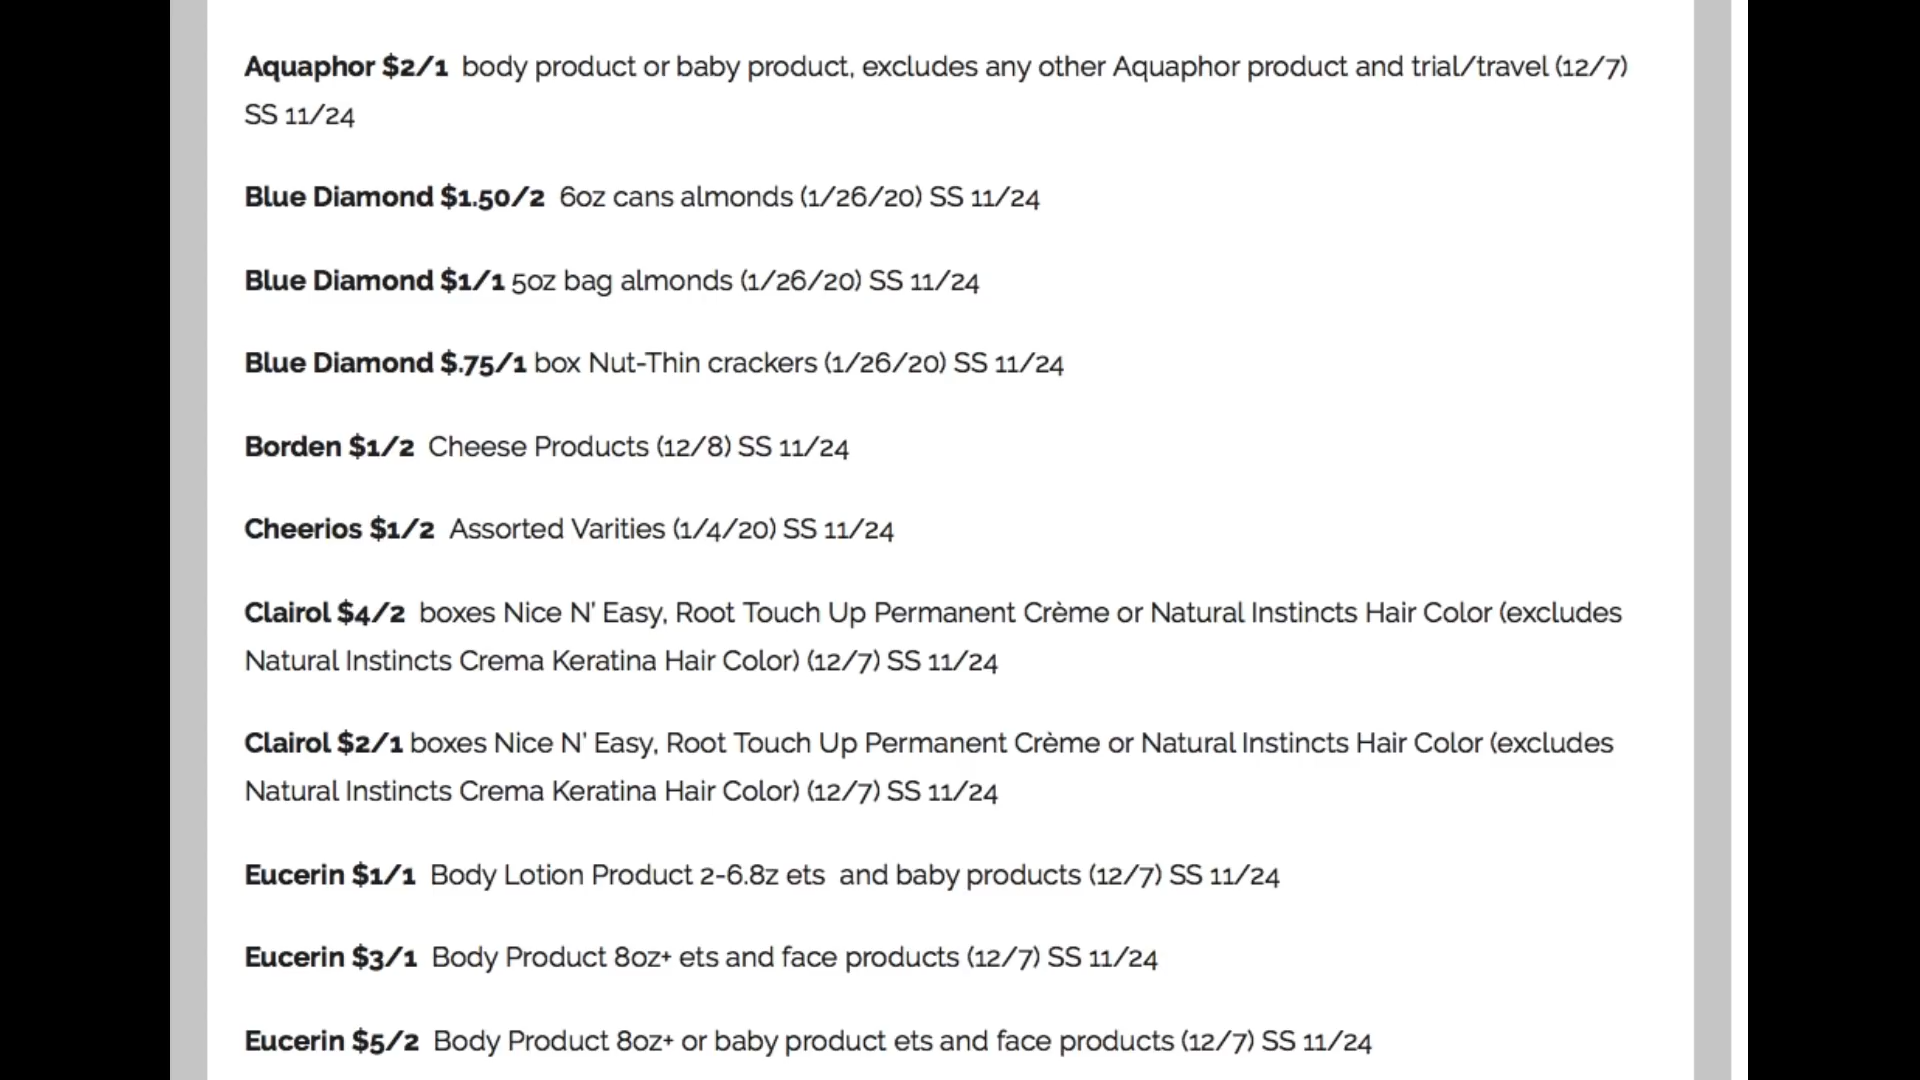 Aquaphor $2/1 body product or baby product, excludes any other Aquaphor product and trial/travel (12/7)
SS 11/24
Blue Diamond $1.50/2 6oz cans almonds (1/26/20) SS 11/24
Blue Diamond $1/1 5oz bag almonds (1/26/20) SS 11/24
Blue Diamond $.75/1 box Nut-Thin crackers (1/26/20) SS 11/24
Borden $1/2 Cheese Products (12/8) SS 11/24
Cheerios $1/2 Assorted Varities (1/4/20) SS 11/24
Clairol $4/2 boxes Nice N’ Easy, Root Touch Up Permanent Crème or Natural Instincts Hair Color (excludes
Natural Instincts Crema Keratina Hair Color) (12/7) SS 11/24
Clairol $2/1 boxes Nice N’ Easy, Root Touch Up Permanent Crème or Natural Instincts Hair Color (excludes
Natural Instincts Crema Keratina Hair Color) (12/7) SS 11/24
Eucerin $1/1 Body Lotion Product 2-6.8z ets and baby products (12/7) SS 11/24
Eucerin $3/1 Body Product 8oz+ ets and face products (12/7) SS 11/24
Eucerin $5/2 Body Product 8oz+ or baby product ets and face products (12/7) SS 11/24